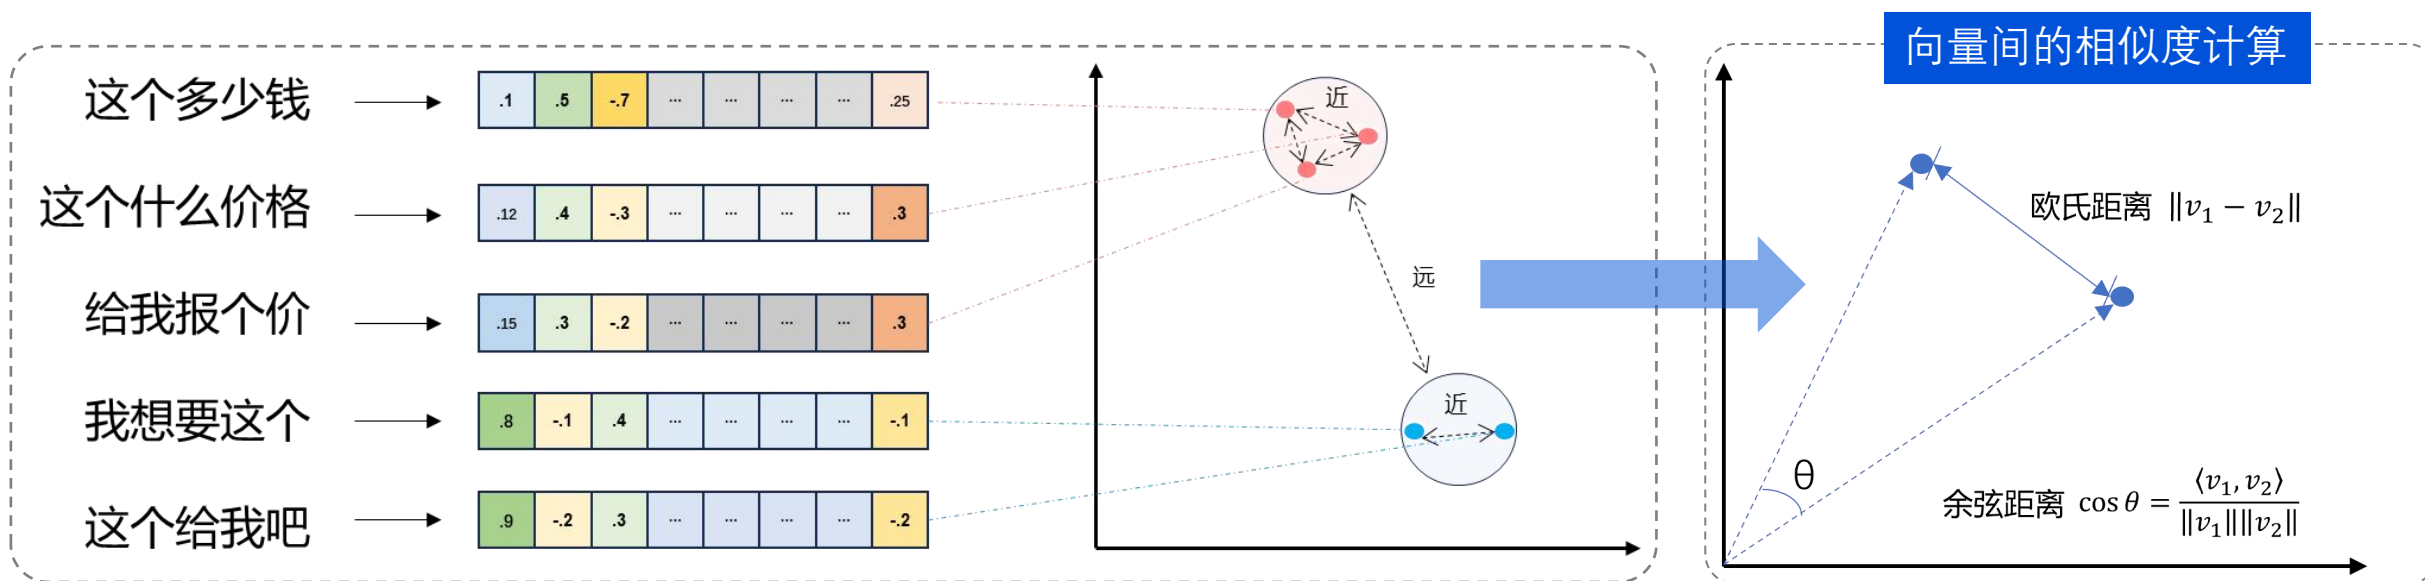 向量间的相似度计算
这个多少钱
.1 .5 -.7 ... ... ... ... .25
这个什么价格
.12 .4 -.3 ... ... ... ... .3
给我报个价
.15 .3 -.2 ... ... ... ... .3
我想要这个
.8 -.1 .4 ... ... ... ... -.1
这个给我吧
.9 -.2 .3 ... ... ... ... -.2
近
远
近
欧氏距离 ‖v₁ − v₂‖
θ
余弦距离 cos θ = ⟨v₁, v₂⟩ / ‖v₁‖‖v₂‖